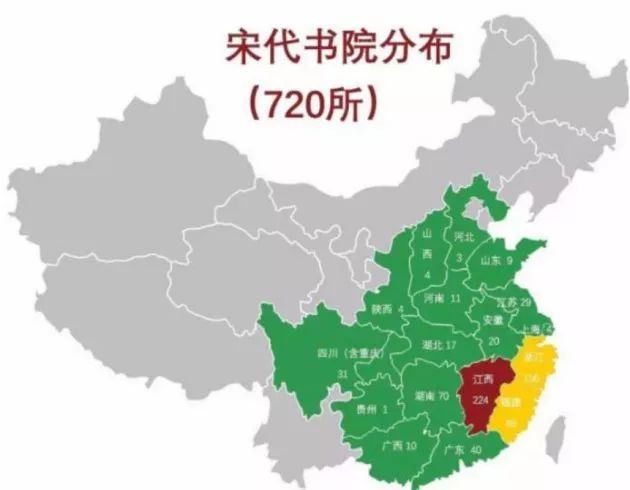 宋代书院分布
（720所）
山西 4
河北 3
山东 9
陕西 4
河南 11
江苏 29
安徽 20
上海 4
四川（含重庆） 31
湖北 17
浙江
江西 224
湖南 70
福建
贵州 1
广西 10
广东 40